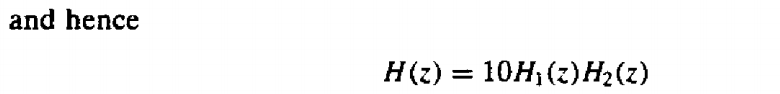 and hence
H(z) = 10H₁(z)H₂(z)